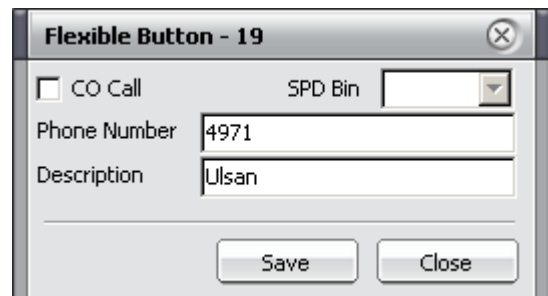 Flexible Button - 19
CO Call SPD Bin
Phone Number 4971
Description Ulsan
Save Close